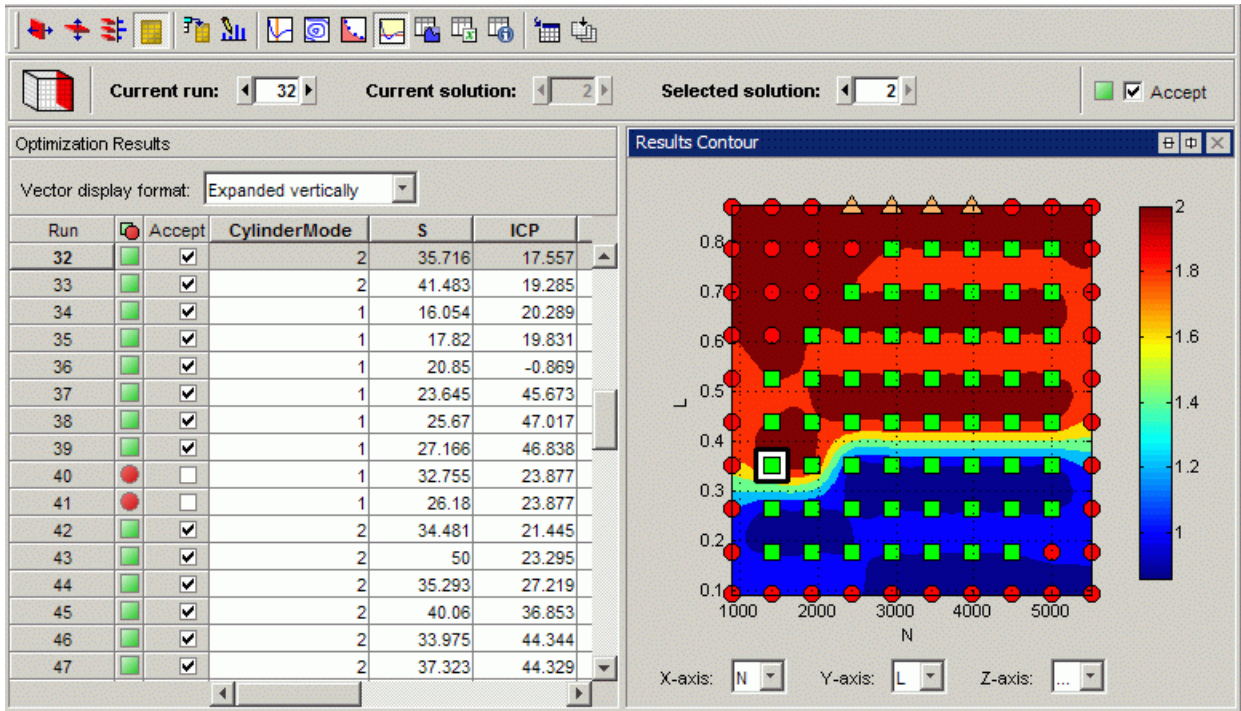 Current run: 32 Current solution: 2 Selected solution: 2 Accept
Optimization Results
Vector display format: Expanded vertically
Run Accept CylinderMode S ICP
32 2 35.716 17.557
33 2 41.483 19.285
34 1 16.054 20.289
35 1 17.82 19.831
36 1 20.85 -0.869
37 1 23.645 45.673
38 1 25.67 47.017
39 1 27.166 46.838
40 1 32.755 23.877
41 1 26.18 23.877
42 2 34.481 21.445
43 2 50 23.295
44 2 35.293 27.219
45 2 40.06 36.853
46 2 33.975 44.344
47 2 37.323 44.329
Results Contour
0.8
0.7
0.6
0.5
0.4
0.3
0.2
0.1
L
1000 2000 3000 4000 5000
N
2
1.8
1.6
1.4
1.2
1
X-axis: N Y-axis: L Z-axis: ...